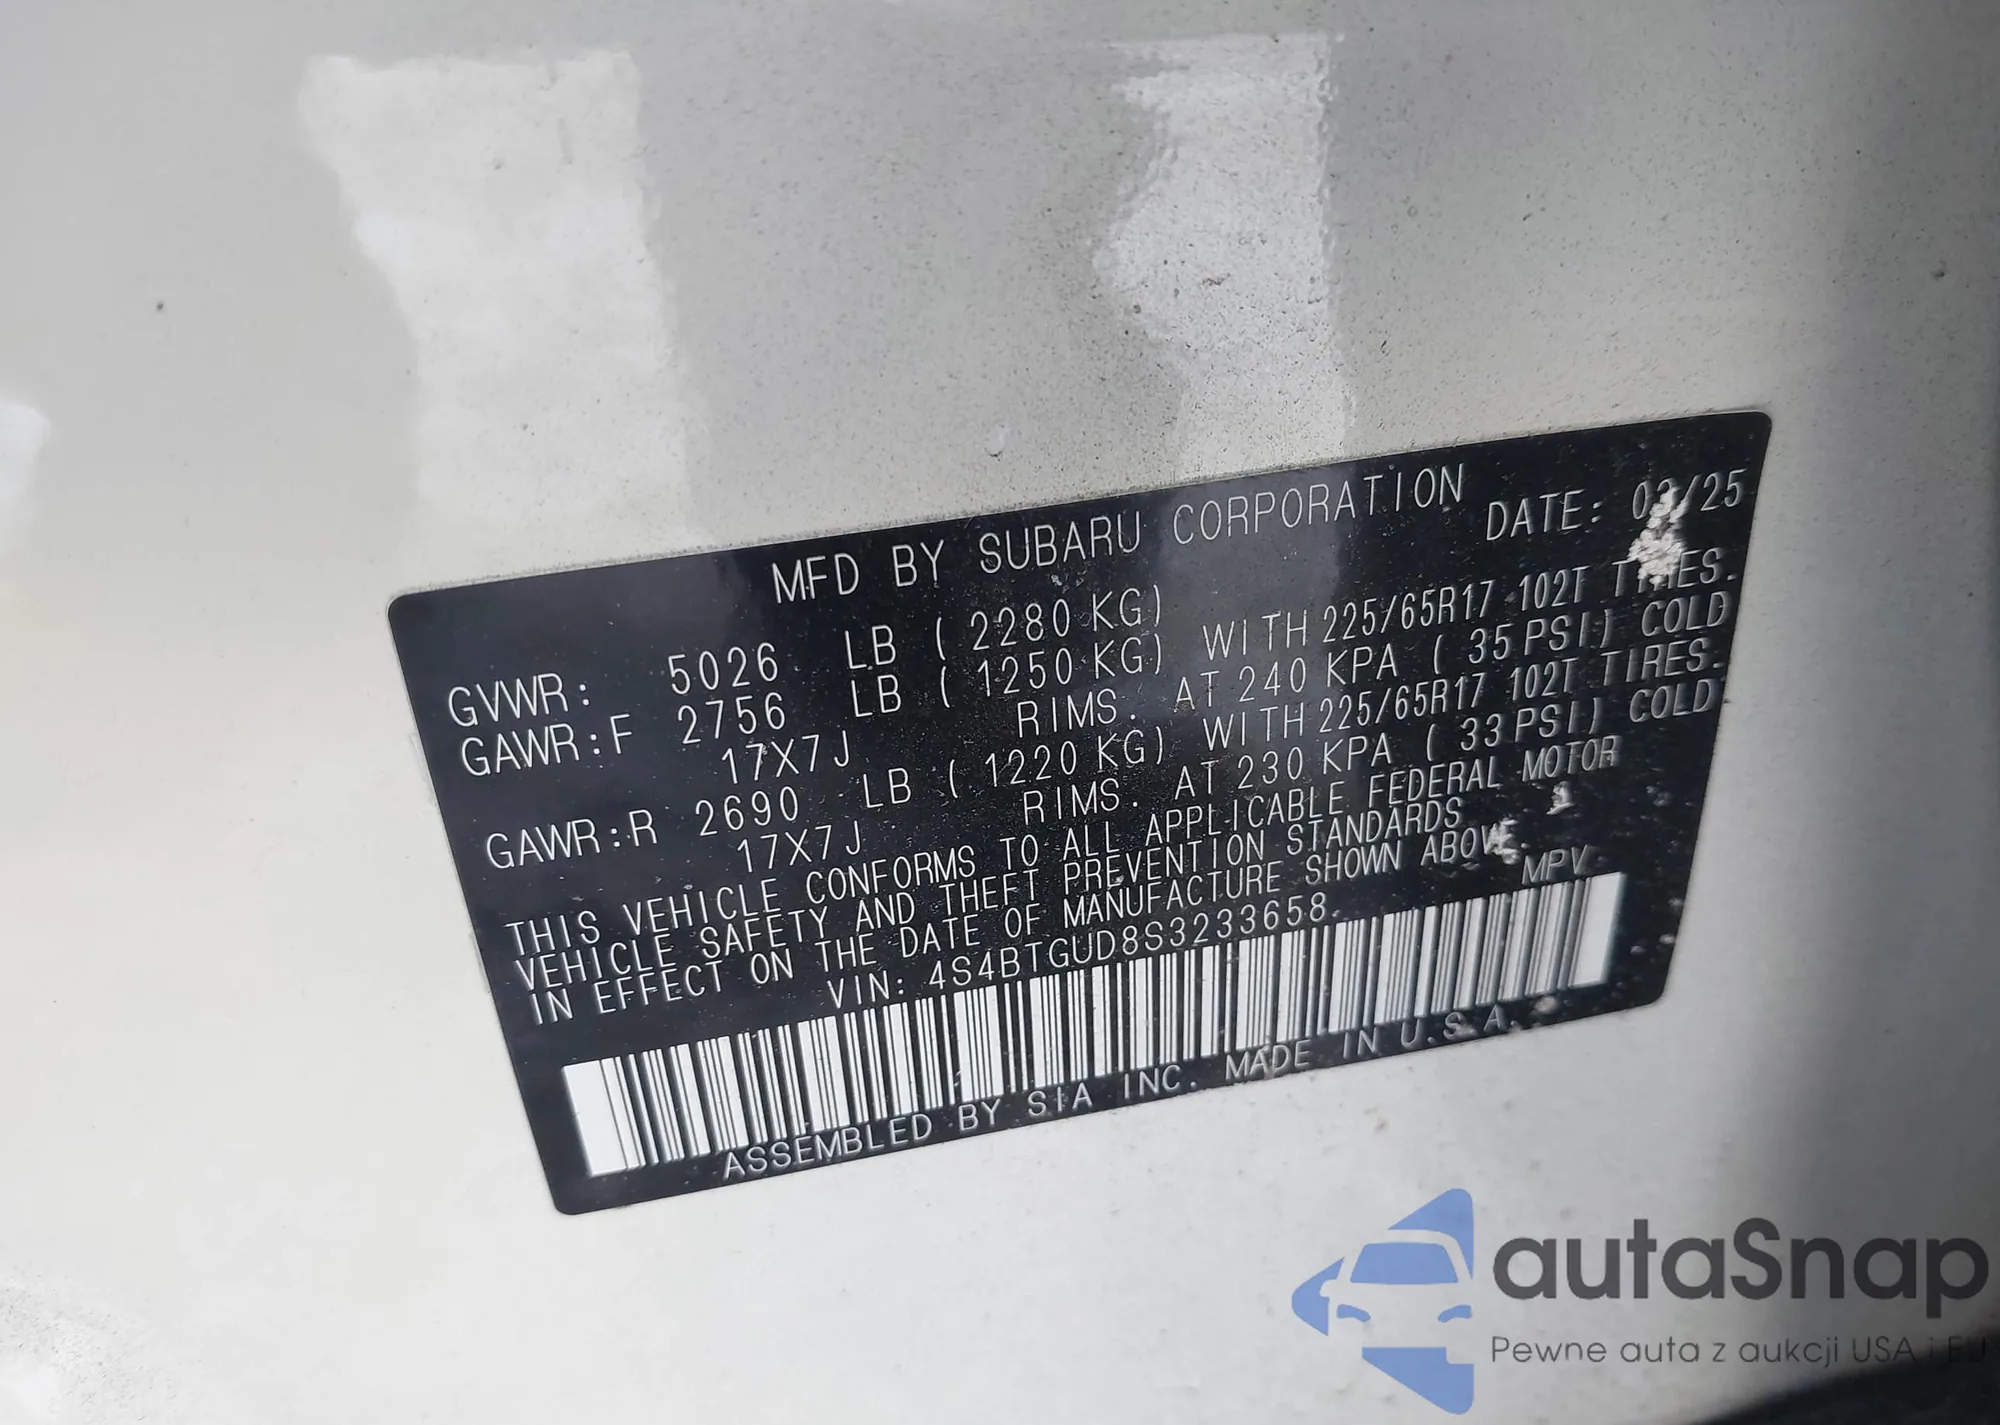 MFD BY SUBARU CORPORATION DATE: 03/25
GVWR: 5026 LB ( 2280 KG)
GAWR:F 2756 LB ( 1250 KG) WITH 225/65R17 102T TIRES.
17X7J RIMS. AT 240 KPA ( 35 PSI) COLD
GAWR:R 2690 LB ( 1220 KG) WITH 225/65R17 102T TIRES.
17X7J RIMS. AT 230 KPA ( 33 PSI) COLD
THIS VEHICLE CONFORMS TO ALL APPLICABLE FEDERAL MOTOR
VEHICLE SAFETY AND THEFT PREVENTION STANDARDS
IN EFFECT ON THE DATE OF MANUFACTURE SHOWN ABOVE.
VIN: 4S4BTGUD8S3233658 MPV
ASSEMBLED BY SIA INC. MADE IN U.S.A.
autaSnap
Pewne auta z aukcji USA i EU